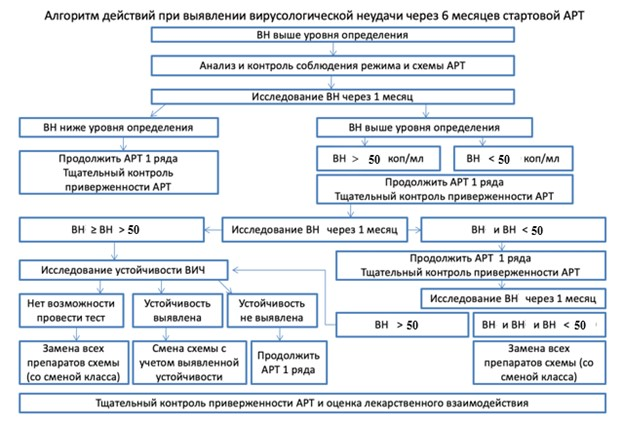 Алгоритм действий при выявлении вирусологической неудачи через 6 месяцев стартовой АРТ
ВН выше уровня определения
Анализ и контроль соблюдения режима и схемы АРТ
Исследование ВН через 1 месяц
ВН ниже уровня определения
ВН выше уровня определения
Продолжить АРТ 1 ряда
Тщательный контроль
приверженности АРТ
ВН > 50 коп/мл
ВН < 50 коп/мл
Продолжить АРТ 1 ряда
Тщательный контроль приверженности АРТ
ВН ≥ ВН > 50
Исследование ВН через 1 месяц
ВН и ВН < 50
Продолжить АРТ 1 ряда
Тщательный контроль приверженности АРТ
Исследование устойчивости ВИЧ
Исследование ВН через 1 месяц
Нет возможности
провести тест
Устойчивость
выявлена
Устойчивость
не выявлена
ВН > 50
ВН и ВН и ВН < 50
Замена всех
препаратов схемы
(со сменой класса)
Смена схемы с
учетом выявленной
устойчивости
Продолжить
АРТ 1 ряда
Замена всех
препаратов схемы (со
сменой класса)
Тщательный контроль приверженности АРТ и оценка лекарственного взаимодействия